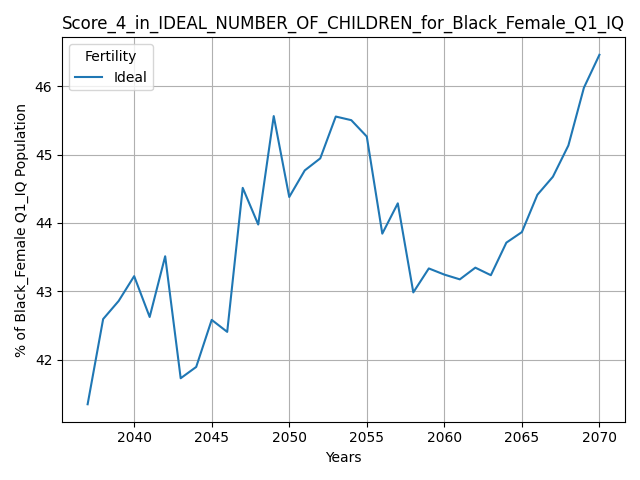 Score_4_in_IDEAL_NUMBER_OF_CHILDREN_for_Black_Female_Q1_IQ
Fertility
Ideal
% of Black_Female Q1_IQ Population
46
45
44
43
42
2040 2045 2050 2055 2060 2065 2070
Years